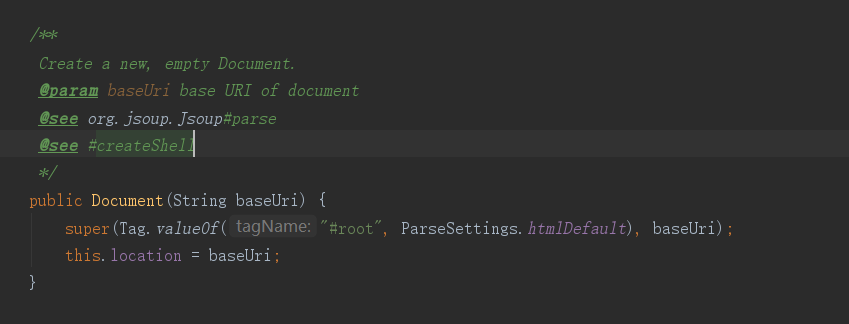 /**
Create a new, empty Document.
@param baseUri base URI of document
@see org.jsoup.Jsoup#parse
@see #createShell
*/
public Document(String baseUri) {
super(Tag.valueOf( tagName: "#root", ParseSettings.htmlDefault), baseUri);
this.location = baseUri;
}